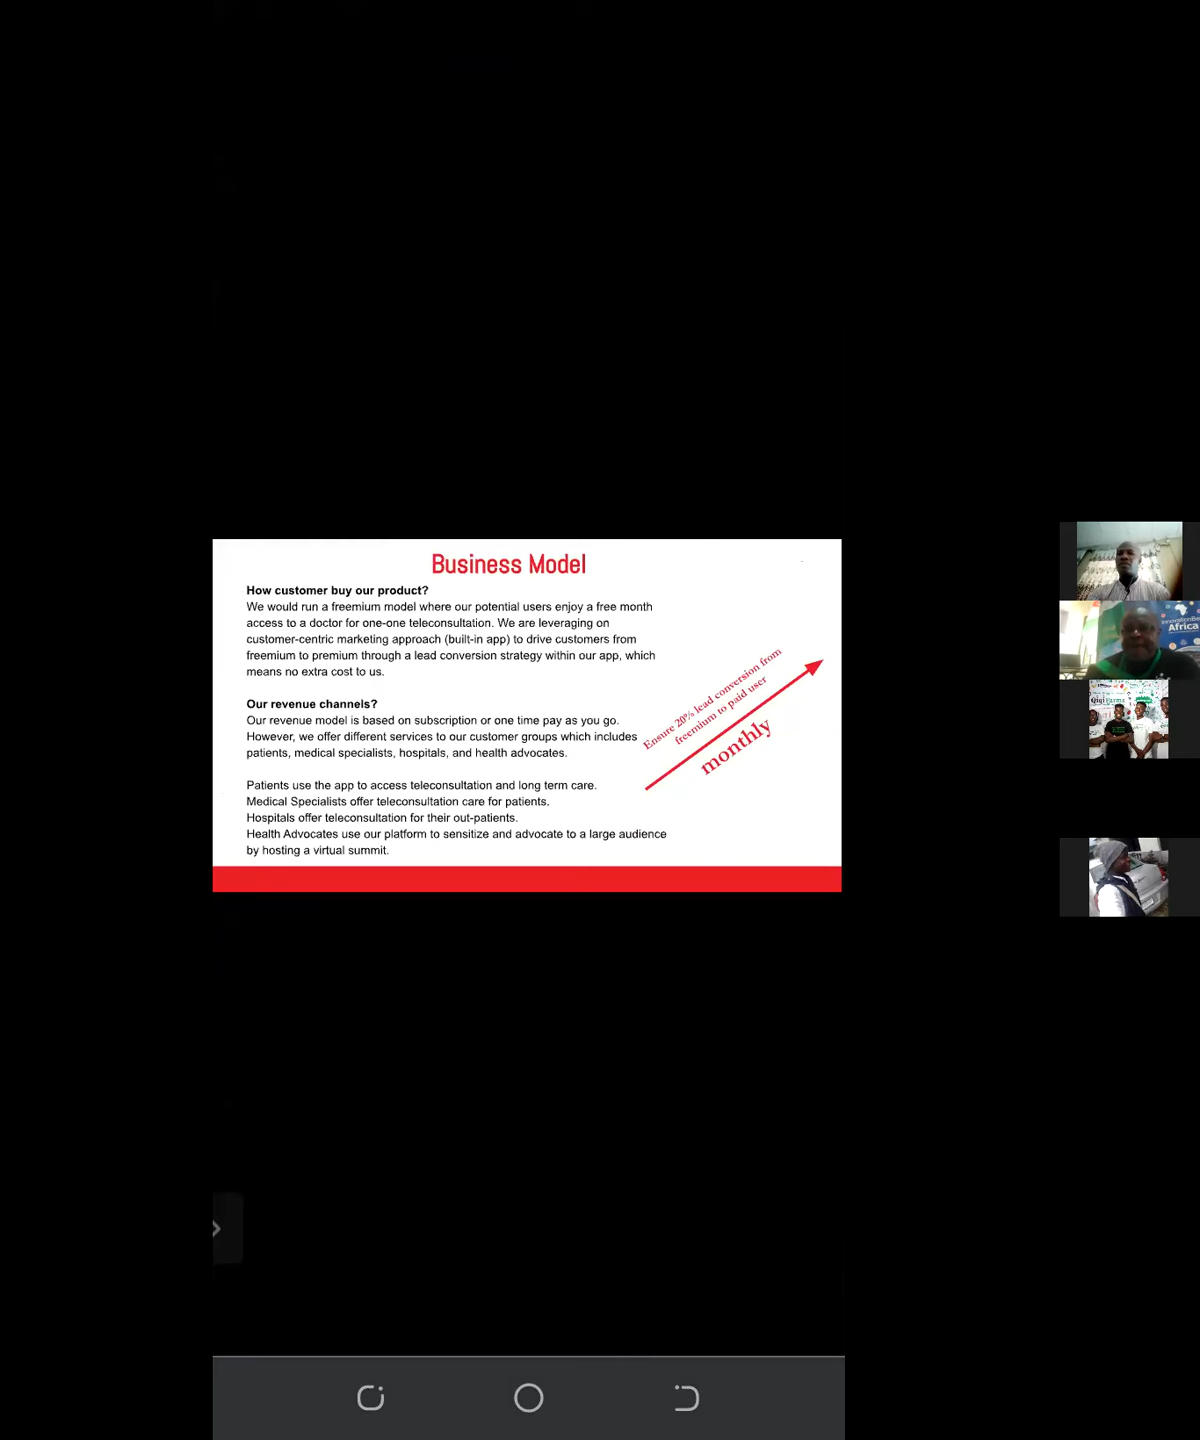 Business Model
How customer buy our product?
We would run a freemium model where our potential users enjoy a free month
access to a doctor for one-one teleconsultation. We are leveraging on
customer-centric marketing approach (built-in app) to drive customers from
freemium to premium through a lead conversion strategy within our app, which
means no extra cost to us.
Our revenue channels?
Our revenue model is based on subscription or one time pay as you go.
However, we offer different services to our customer groups which includes
patients, medical specialists, hospitals, and health advocates.
Patients use the app to access teleconsultation and long term care.
Medical Specialists offer teleconsultation care for patients.
Hospitals offer teleconsultation for their out-patients.
Health Advocates use our platform to sensitize and advocate to a large audience
by hosting a virtual summit.
Ensure 20% lead conversion from
freemium to paid user
monthly
Africa
Qigi Farms